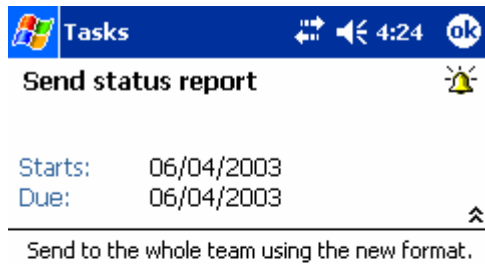 Tasks 4:24 ok
Send status report
Starts: 06/04/2003
Due: 06/04/2003
Send to the whole team using the new format.